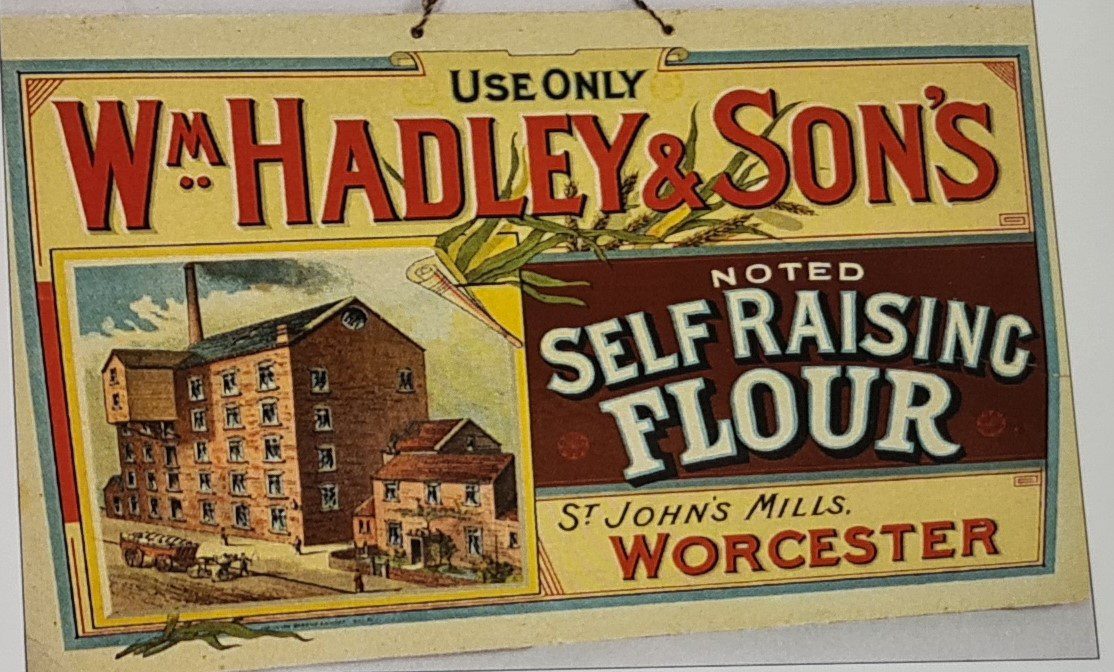 USE ONLY
WM HADLEY & SON'S
NOTED
SELF RAISING
FLOUR
ST JOHN'S MILLS,
WORCESTER